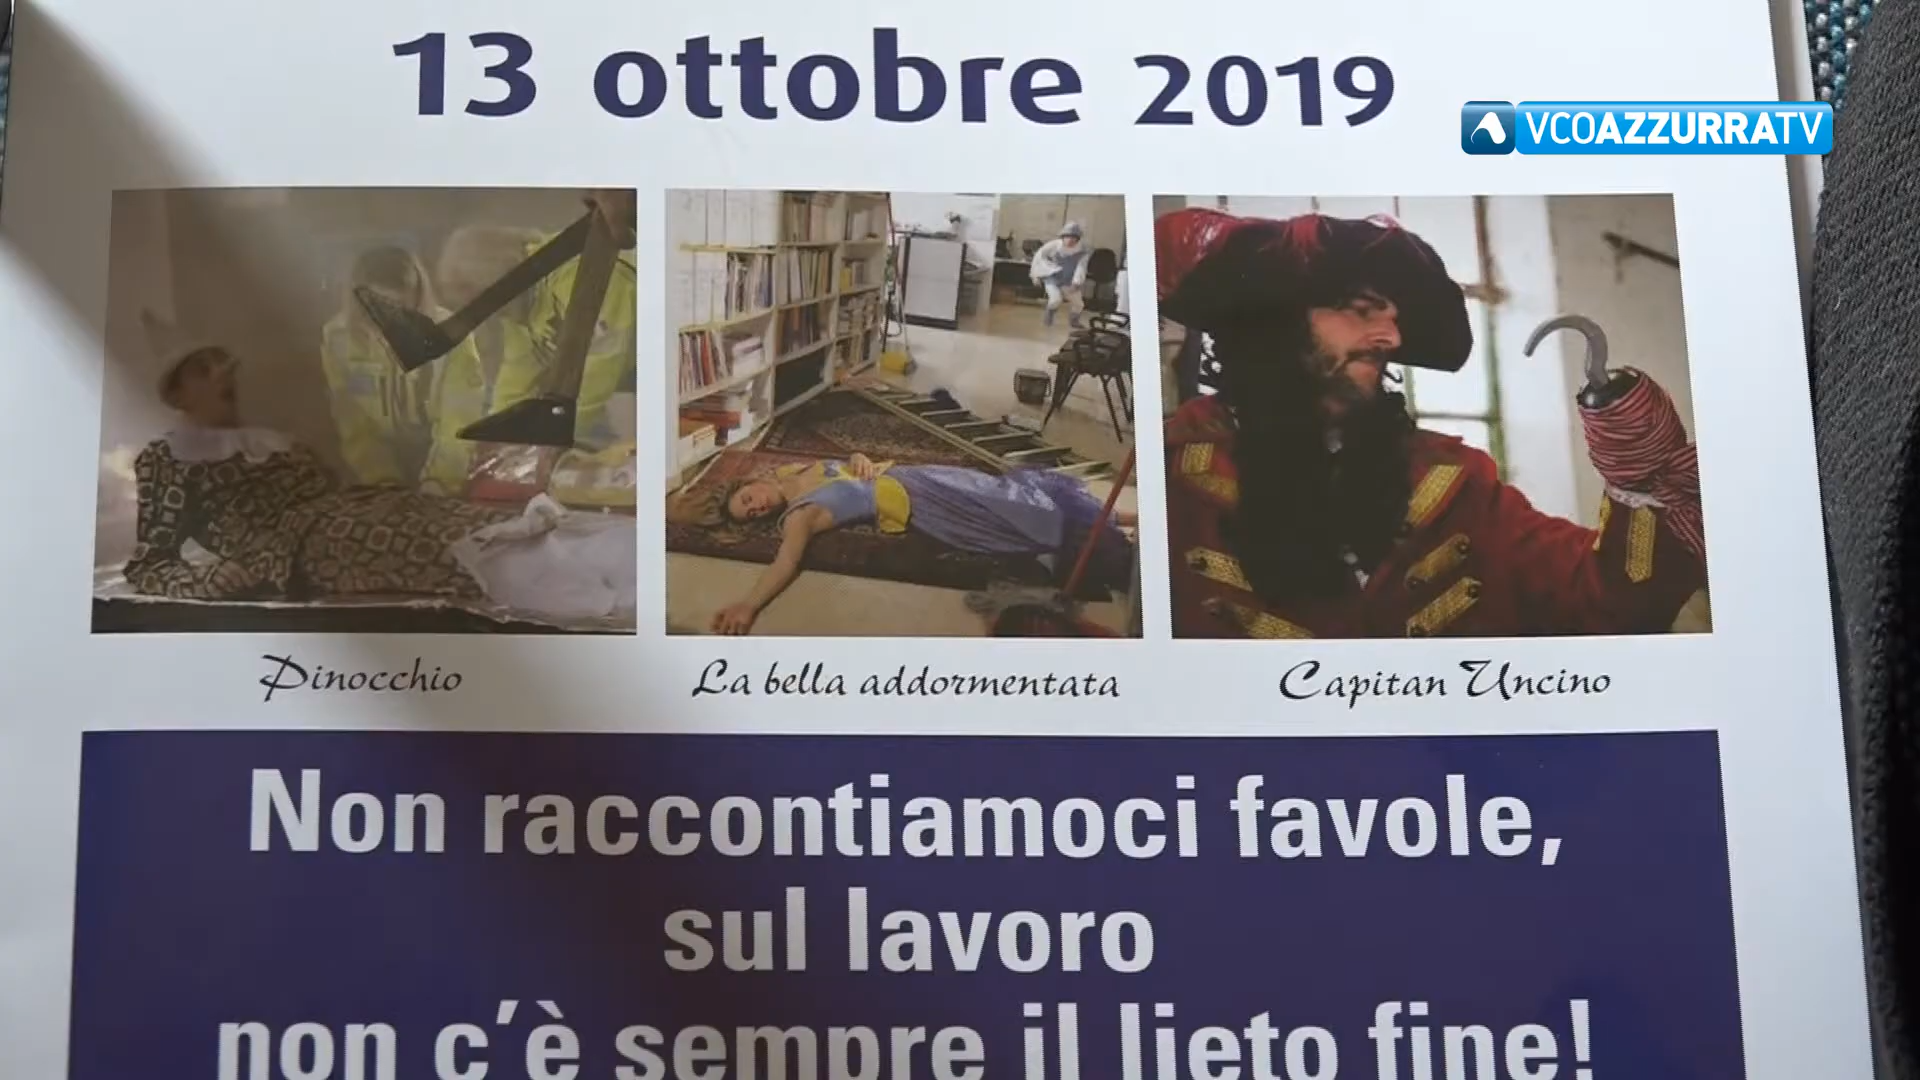 13 ottobre 2019
VCOAZZURRATV
Pinocchio
La bella addormentata
Capitan Uncino
Non raccontiamoci favole,
sul lavoro
non c'è sempre il lieto fine!